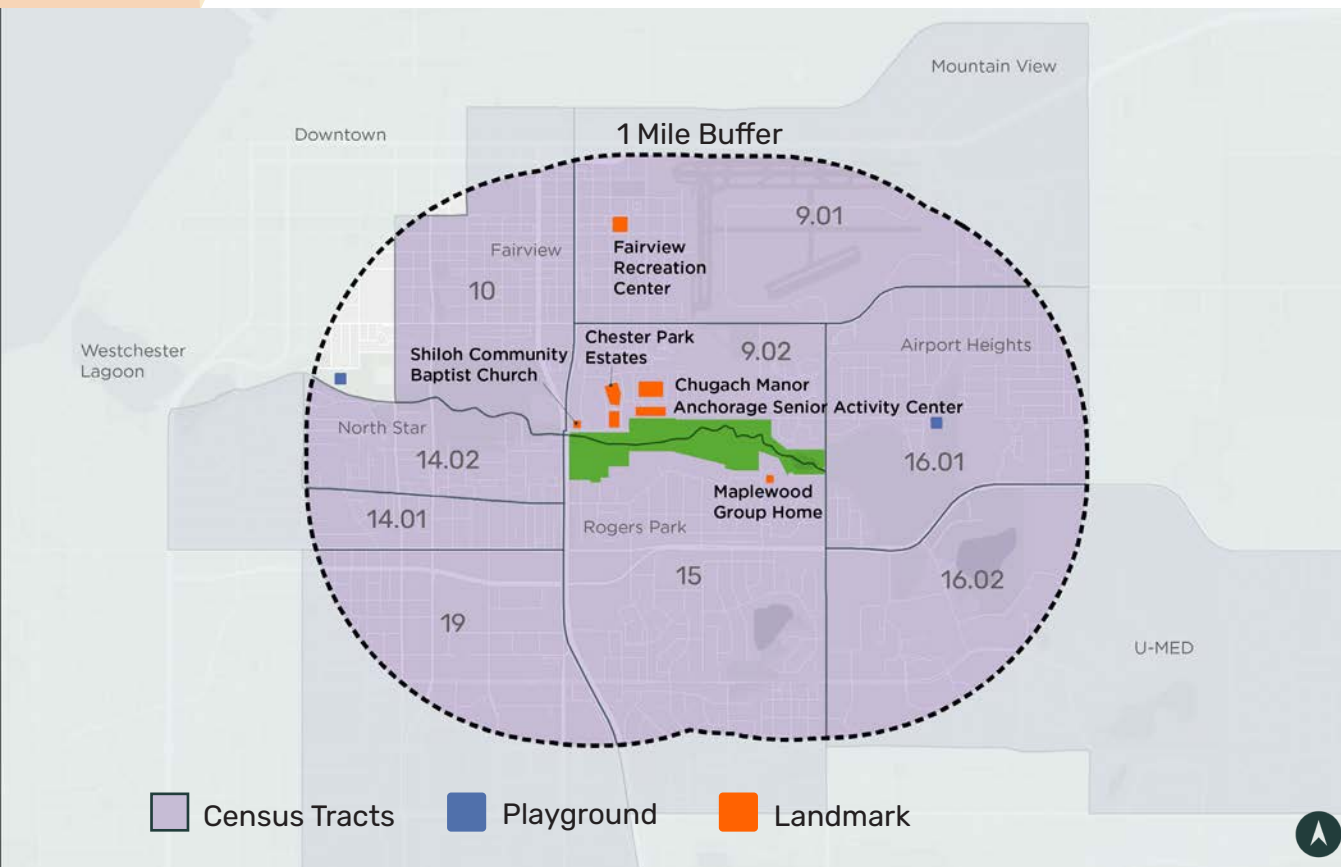 Mountain View
Downtown
1 Mile Buffer
9.01
Fairview
Fairview
Recreation
Center
10
Westchester
Lagoon
Shiloh Community
Baptist Church
Chester Park
Estates
9.02
Airport Heights
Chugach Manor
Anchorage Senior Activity Center
North Star
14.02
16.01
Maplewood
Group Home
14.01
Rogers Park
15
16.02
19
U-MED
Census Tracts
Playground
Landmark